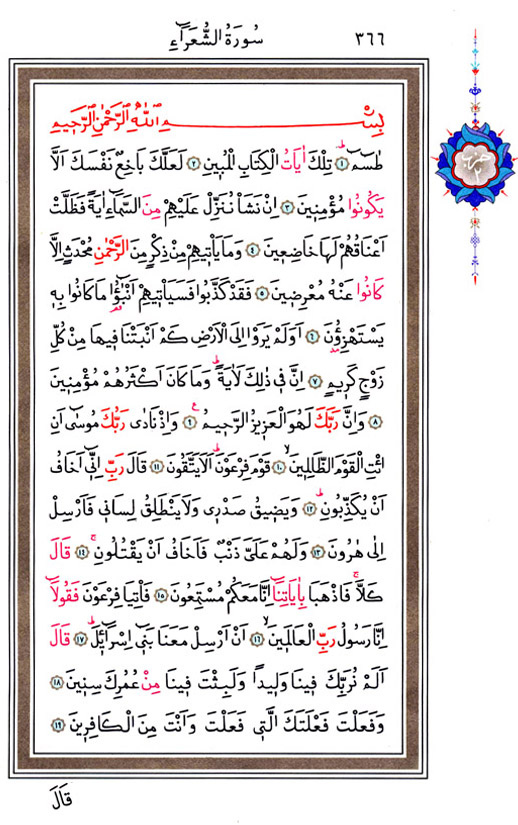 ٣٦٦ سُورَةُ الشُّعَرَاءِ
بِسْمِ اللّٰهِ الرَّحْمٰنِ الرَّحِيمِ
طٰسٓمٓ ﴿١﴾ تِلْكَ اٰيَاتُ الْكِتَابِ الْمُبِينِ ﴿٢﴾ لَعَلَّكَ بَاخِعٌ نَفْسَكَ اَلَّا
يَكُونُوا مُؤْمِنِينَ ﴿٣﴾ اِنْ نَشَأْ نُنَزِّلْ عَلَيْهِمْ مِنَ السَّمَٓاءِ اٰيَةً فَظَلَّتْ
اَعْنَاقُهُمْ لَهَا خَاضِعِينَ ﴿٤﴾ وَمَا يَأْتِيهِمْ مِنْ ذِكْرٍ مِنَ الرَّحْمٰنِ مُحْدَثٍ اِلَّا
كَانُوا عَنْهُ مُعْرِضِينَ ﴿٥﴾ فَقَدْ كَذَّبُوا فَسَيَأْتِيهِمْ اَنْبٰٓؤُ۬ا مَا كَانُوا بِهِ
يَسْتَهْزِؤُ۫نَ ﴿٦﴾ اَوَلَمْ يَرَوْا اِلَى الْاَرْضِ كَمْ اَنْبَتْنَا فِيهَا مِنْ كُلِّ
زَوْجٍ كَرِيمٍ ﴿٧﴾ اِنَّ فِي ذٰلِكَ لَاٰيَةًۜ وَمَا كَانَ اَكْثَرُهُمْ مُؤْمِنِينَ
﴿٨﴾ وَاِنَّ رَبَّكَ لَهُوَ الْعَزِيزُ الرَّحِيمُ ﴿٩﴾ وَاِذْ نَادٰى رَبُّكَ مُوسٰٓى اَنِ
ائْتِ الْقَوْمَ الظَّالِمِينَۙ ﴿١٠﴾ قَوْمَ فِرْعَوْنَۜ اَلَا يَتَّقُونَ ﴿١١﴾ قَالَ رَبِّ اِنِّٓي اَخَافُ
اَنْ يُكَذِّبُونِۜ ﴿١٢﴾ وَيَضِيقُ صَدْرِي وَلَا يَنْطَلِقُ لِسَانِي فَاَرْسِلْ
اِلٰى هٰرُونَ ﴿١٣﴾ وَلَهُمْ عَلَيَّ ذَنْبٌ فَاَخَافُ اَنْ يَقْتُلُونِۚ ﴿١٤﴾ قَالَ
كَلَّاۚ فَاذْهَبَا بِاٰيَاتِنَٓا اِنَّا مَعَكُمْ مُسْتَمِعُونَ ﴿١٥﴾ فَأْتِيَا فِرْعَوْنَ فَقُولَٓا
اِنَّا رَسُولُ رَبِّ الْعَالَمِينَۙ ﴿١٦﴾ اَنْ اَرْسِلْ مَعَنَا بَنِٓي اِسْرَٓائِلَۜ ﴿١٧﴾ قَالَ
اَلَمْ نُرَبِّكَ فِينَا وَلِيدًا وَلَبِثْتَ فِينَا مِنْ عُمُرِكَ سِنِينَ ﴿١٨﴾
وَفَعَلْتَ فَعْلَتَكَ الَّتِي فَعَلْتَ وَاَنْتَ مِنَ الْكَافِرِينَ ﴿١٩﴾
قَالَ